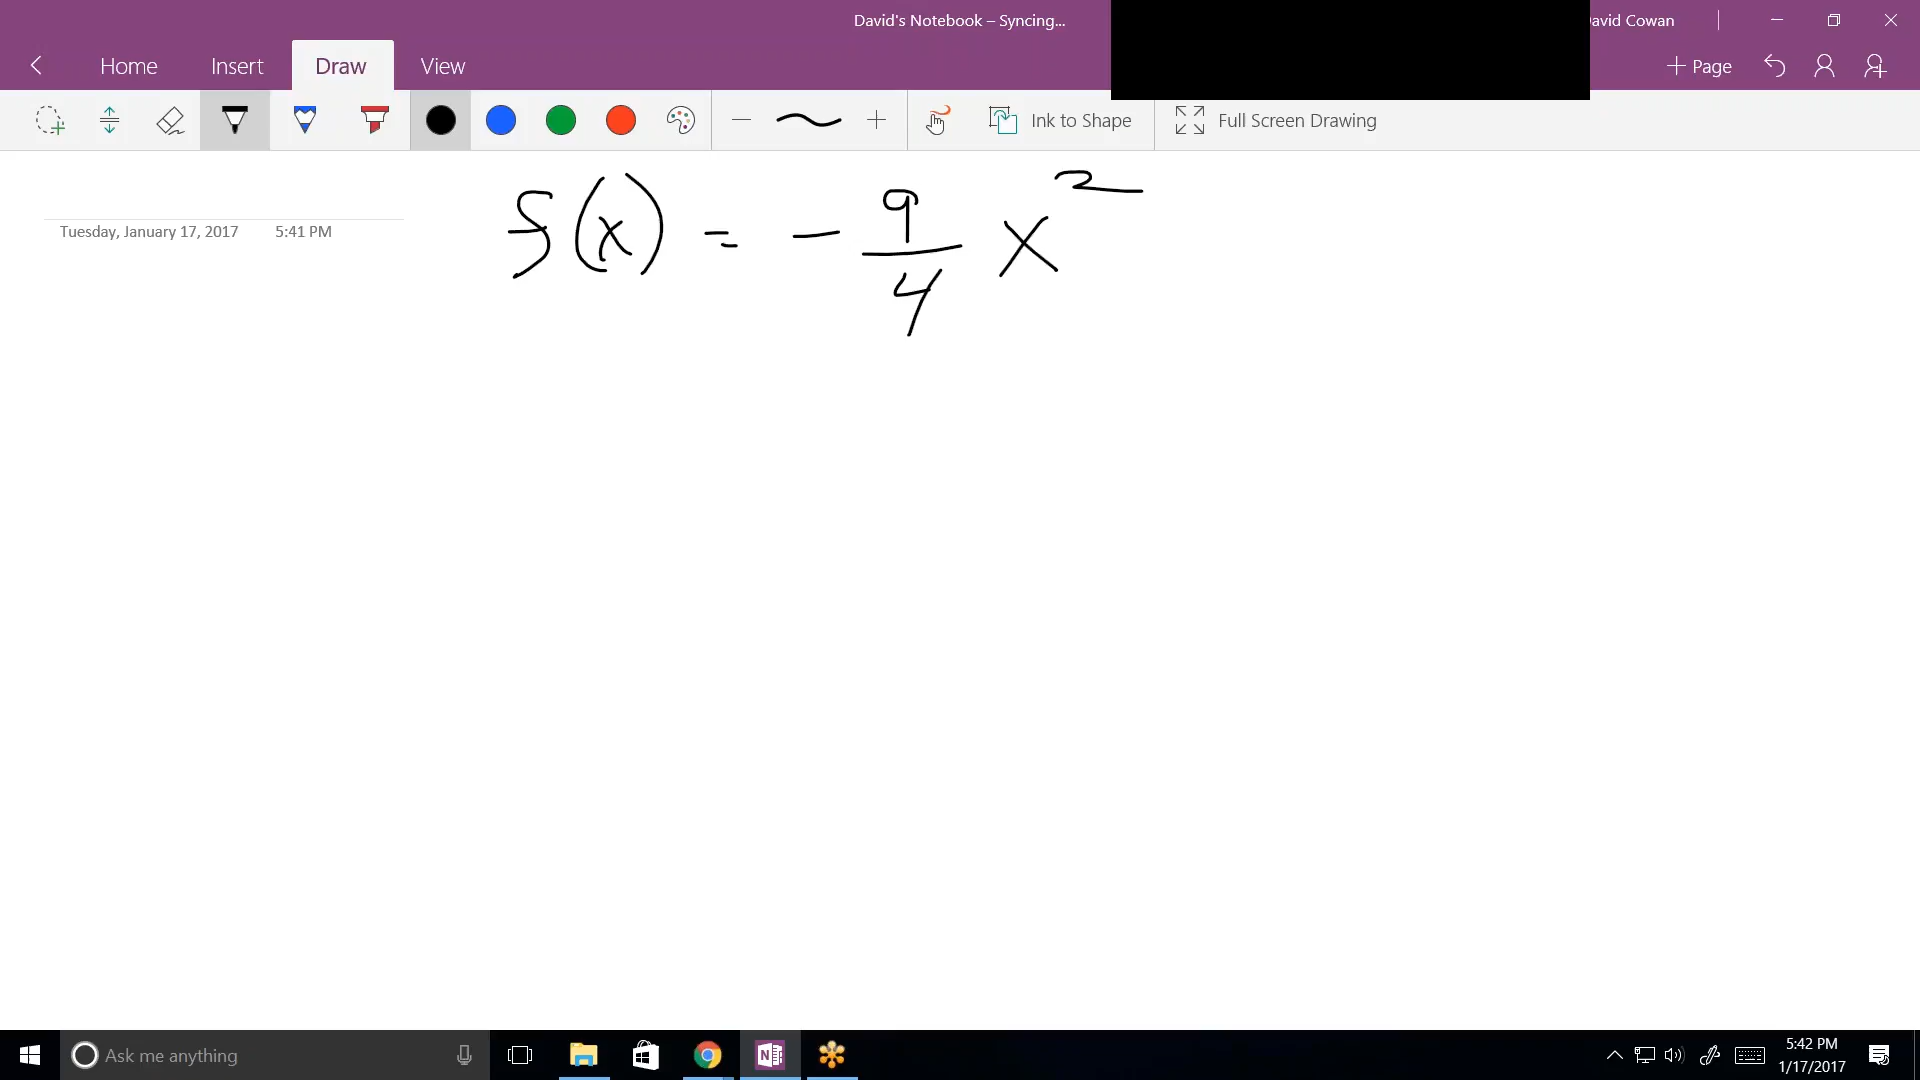 David's Notebook – Syncing...
avid Cowan
Home Insert Draw View
Page
Ink to Shape
Full Screen Drawing
f(x) = - 9/4 x²
Tuesday, January 17, 2017 5:41 PM
Ask me anything
N
5:42 PM
1/17/2017